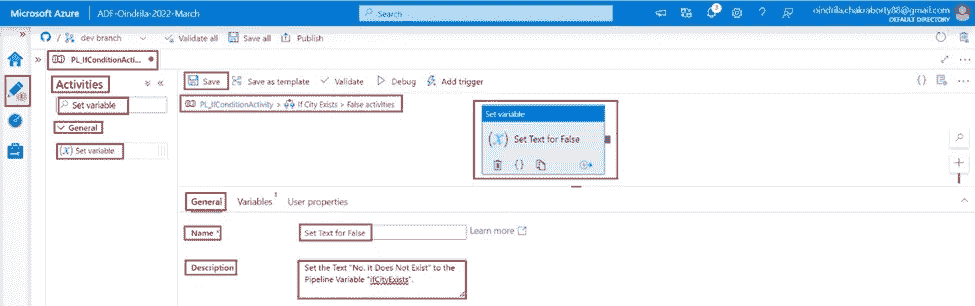 Microsoft Azure | ADF-Oindrila-2022-March
Search
3
oindrila.chakraborty88@gmail.com
DEFAULT DIRECTORY
dev branch
Validate all
Save all
Publish
PL_IfConditionActi...
Activities
Set variable
General
(x) Set variable
Save
Save as template
Validate
Debug
Add trigger
PL_IfConditionActivity > If City Exists > False activities
Set variable
(x) Set Text for False
General
Variables 1
User properties
Name *
Set Text for False
Learn more
Description
Set the Text "No, it Does Not Exist" to the
Pipeline Variable "ifCityExists".